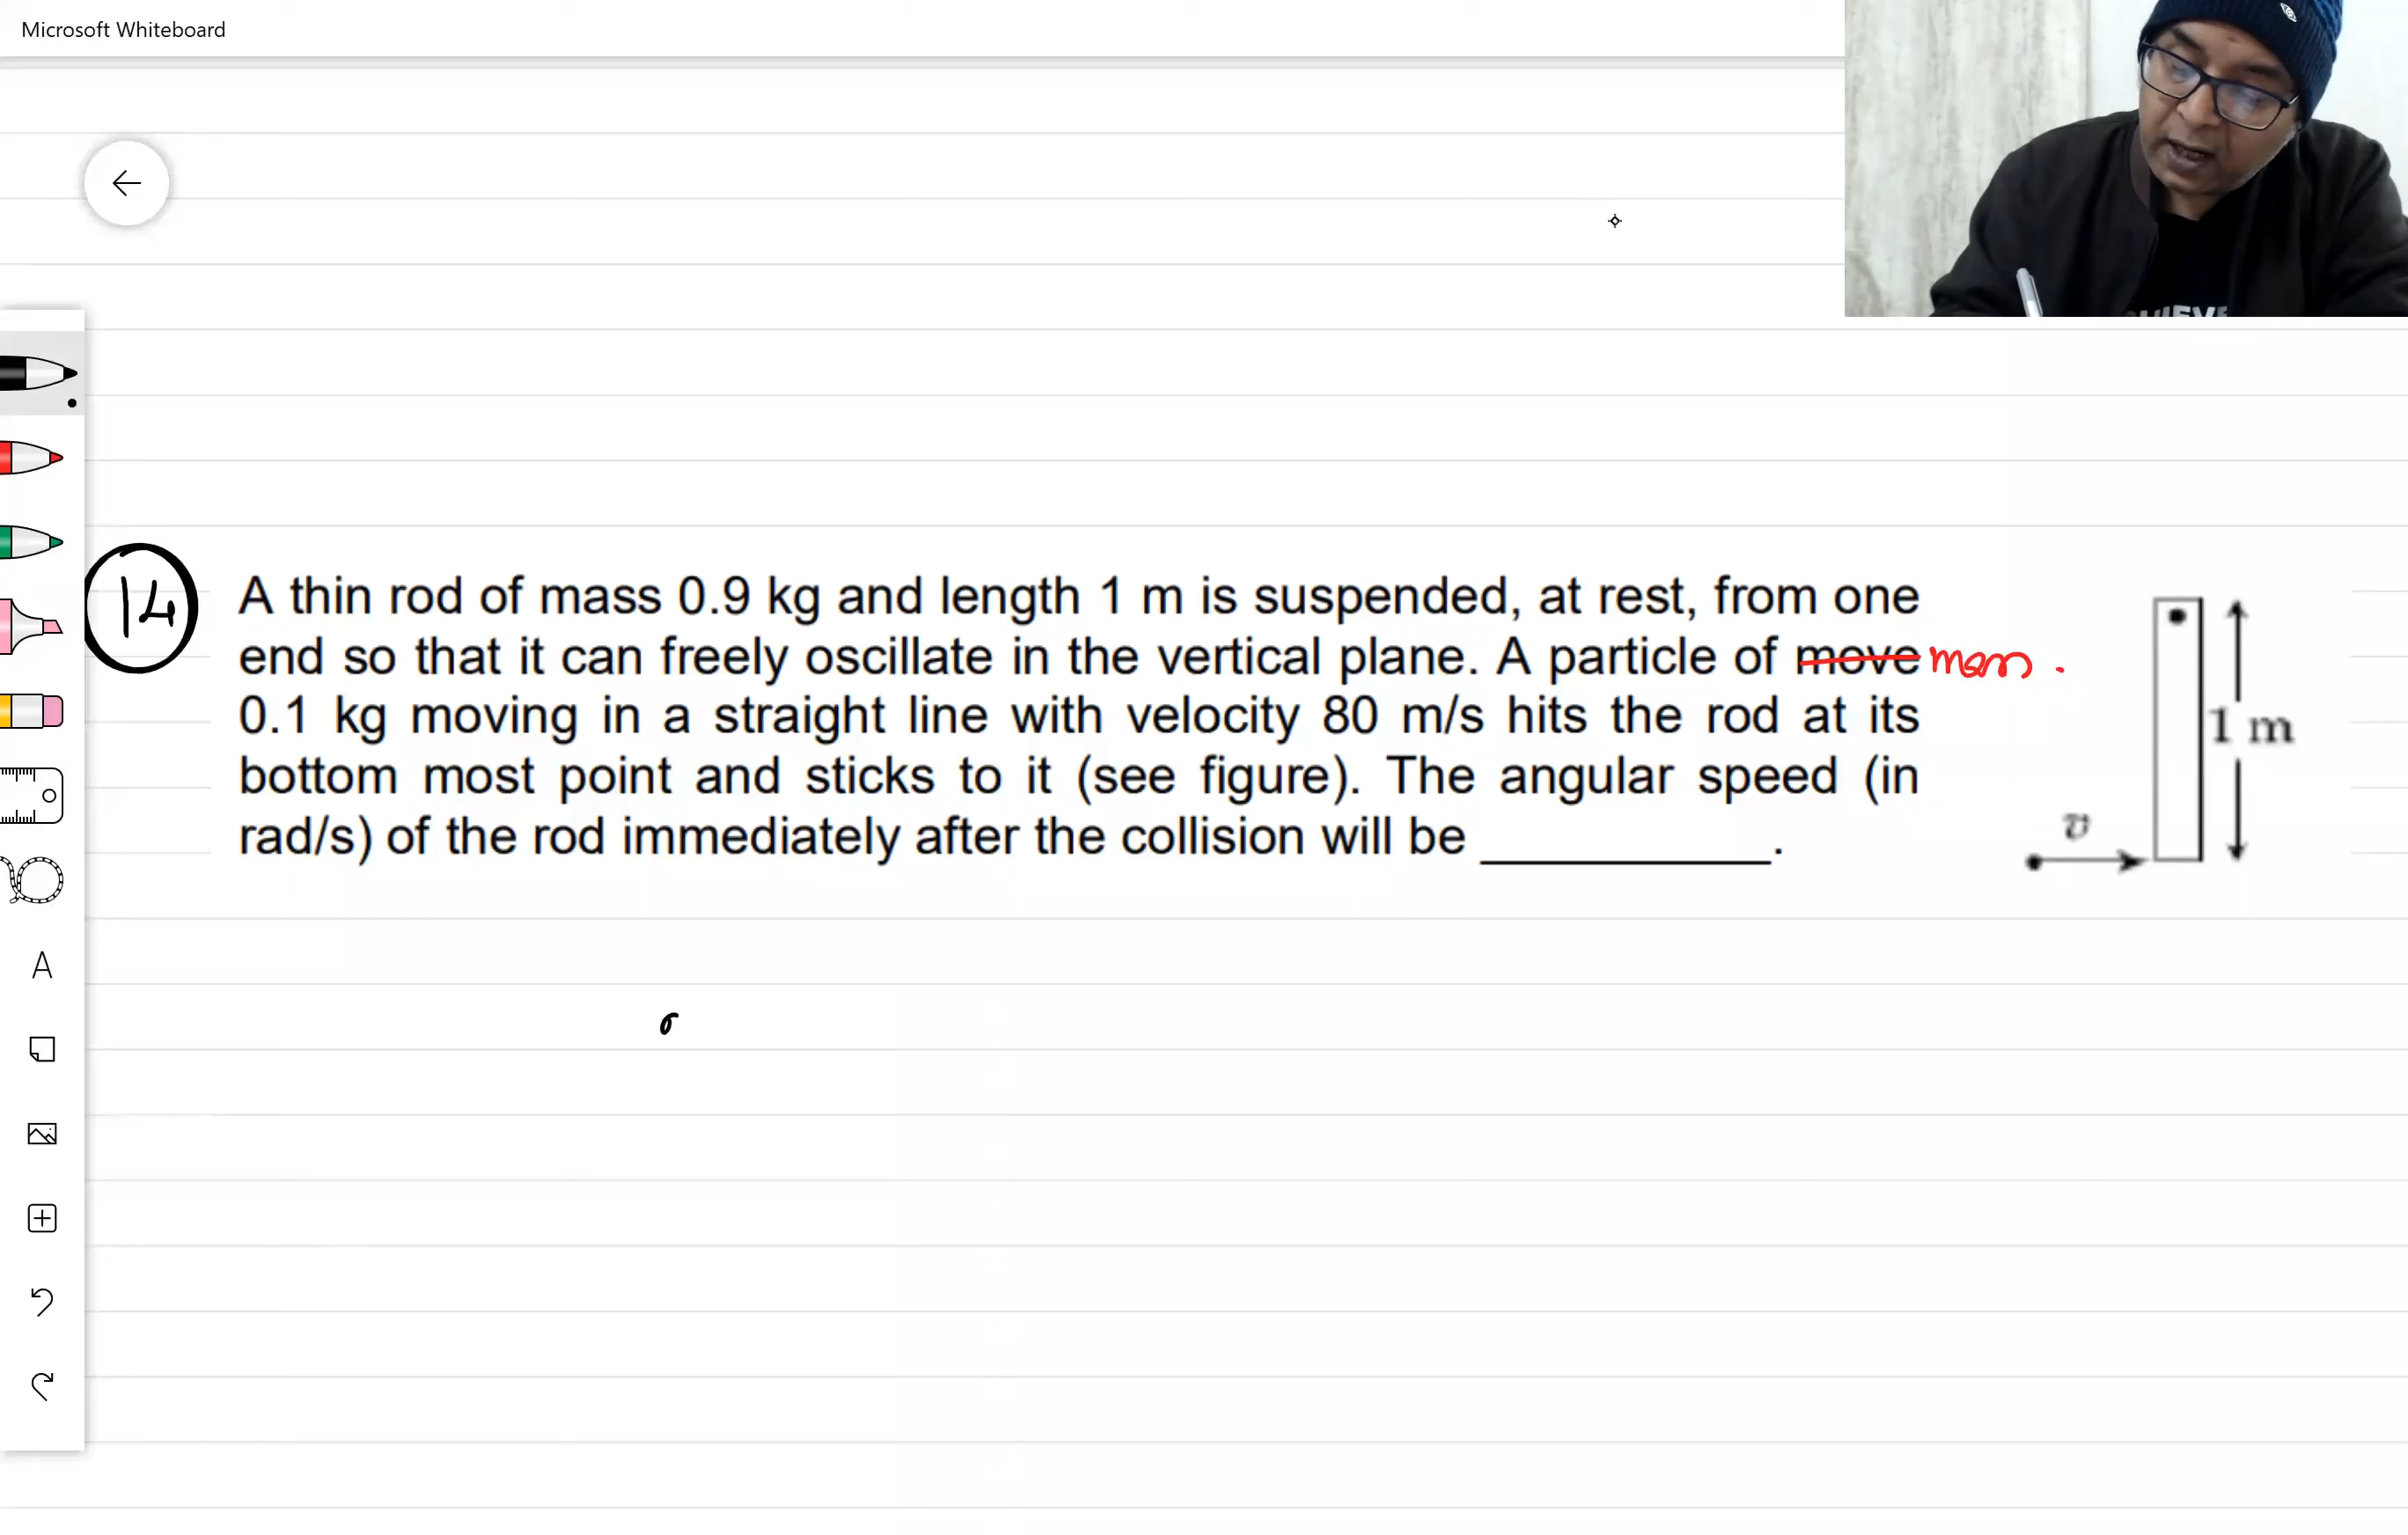 Microsoft Whiteboard
14
A thin rod of mass 0.9 kg and length 1 m is suspended, at rest, from one
end so that it can freely oscillate in the vertical plane. A particle of move mass .
0.1 kg moving in a straight line with velocity 80 m/s hits the rod at its
bottom most point and sticks to it (see figure). The angular speed (in
rad/s) of the rod immediately after the collision will be ___________.
1 m
v
A